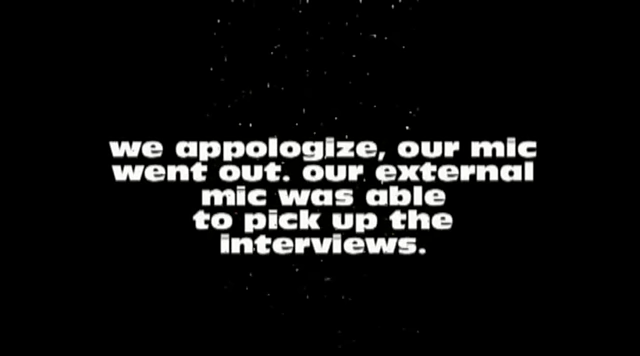 we appologize, our mic
went out. our external
mic was able
to pick up the
interviews.